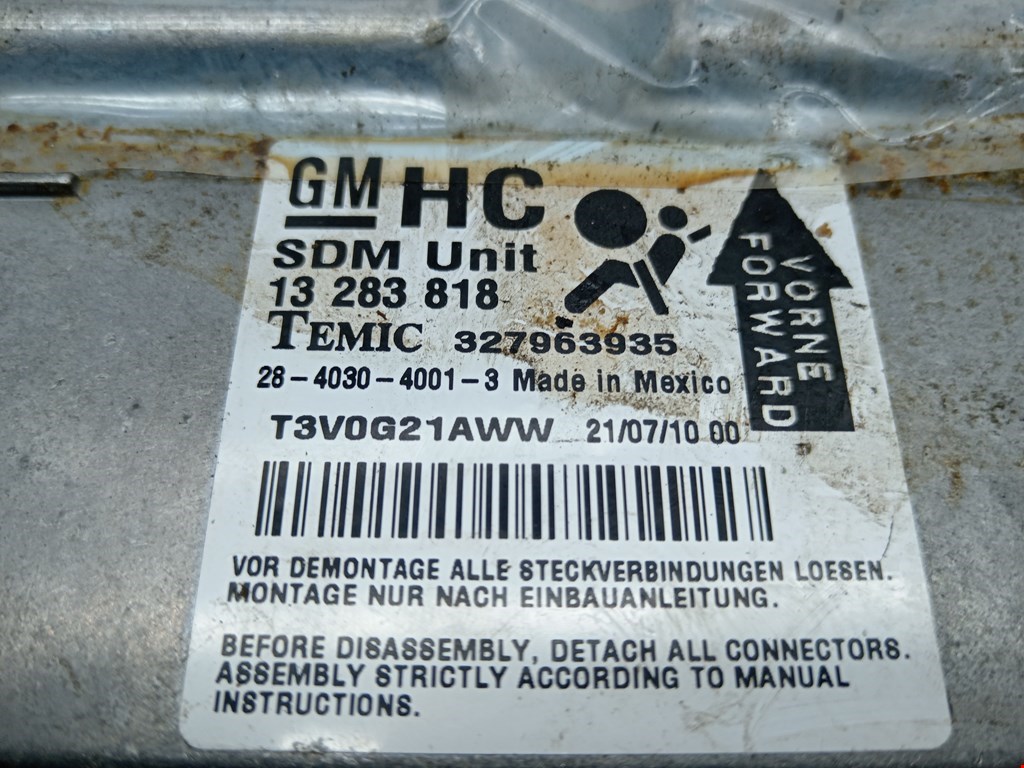 GM HC
SDM Unit
13 283 818
TEMIC 327963935
28-4030-4001-3 Made in Mexico
T3V0G21AWW 21/07/10 00
VORNE
FORWARD
VOR DEMONTAGE ALLE STECKVERBINDUNGEN LOESEN.
MONTAGE NUR NACH EINBAUANLEITUNG.
BEFORE DISASSEMBLY, DETACH ALL CONNECTORS.
ASSEMBLY STRICTLY ACCORDING TO MANUAL
INSTRUCTIONS.